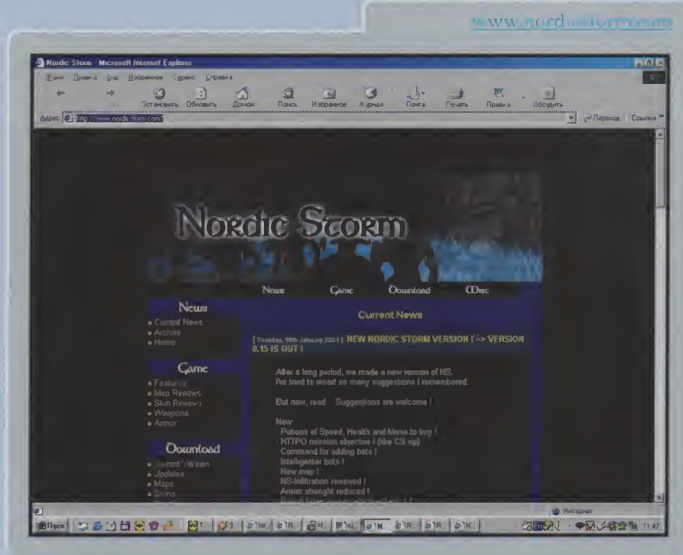 www.nordicstorm.com
Nordic Storm - Microsoft Internet Explorer
Файл Правка Вид Избранное Сервис Справка
Остановить Обновить Домой Поиск Избранное Журнал Почта Печать Правка Обсудить
Адрес http://www.nordicstorm.com/ Переход Ссылки »
NORDIC STORM
News Game Download Misc
News
Current News
Archive
Home
Game
Features
Map Reviews
Skin Reviews
Weapons
Armor
Download
Current Version
Updates
Maps
Skins
Current News
[ Tuesday, 16th January 2001 ] NEW NORDIC STORM VERSION ! -> VERSION
0.15 IS OUT !
After a long period, we made a new version of NS.
I've tried to insert as many suggestions I remembered.
But now, read. Suggestions are welcome !
New
Potions of Speed, Health and Mana to buy !
HTTPO mission objective ! (like CS vip)
Command for adding bots !
Intelligenter bots !
New map !
NS-Infiltration renewed !
Armor strenght reduced !
Интернет
Пуск 11:47